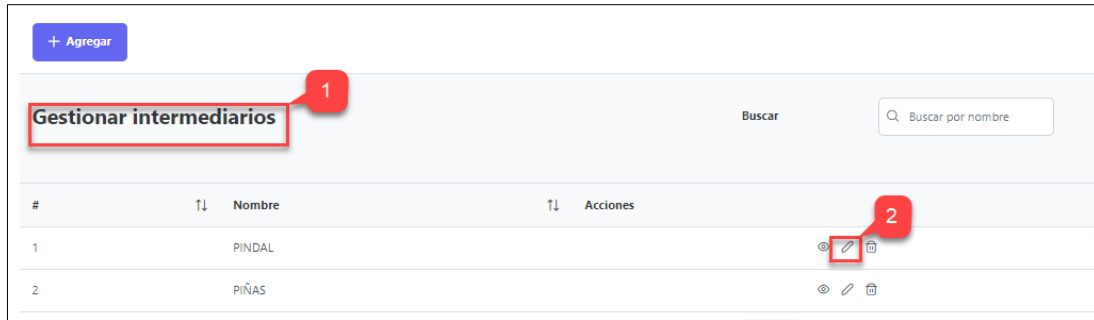 + Agregar
1
Gestionar intermediarios
Buscar
Buscar por nombre
# Nombre Acciones
2
1 PINDAL
2 PIÑAS